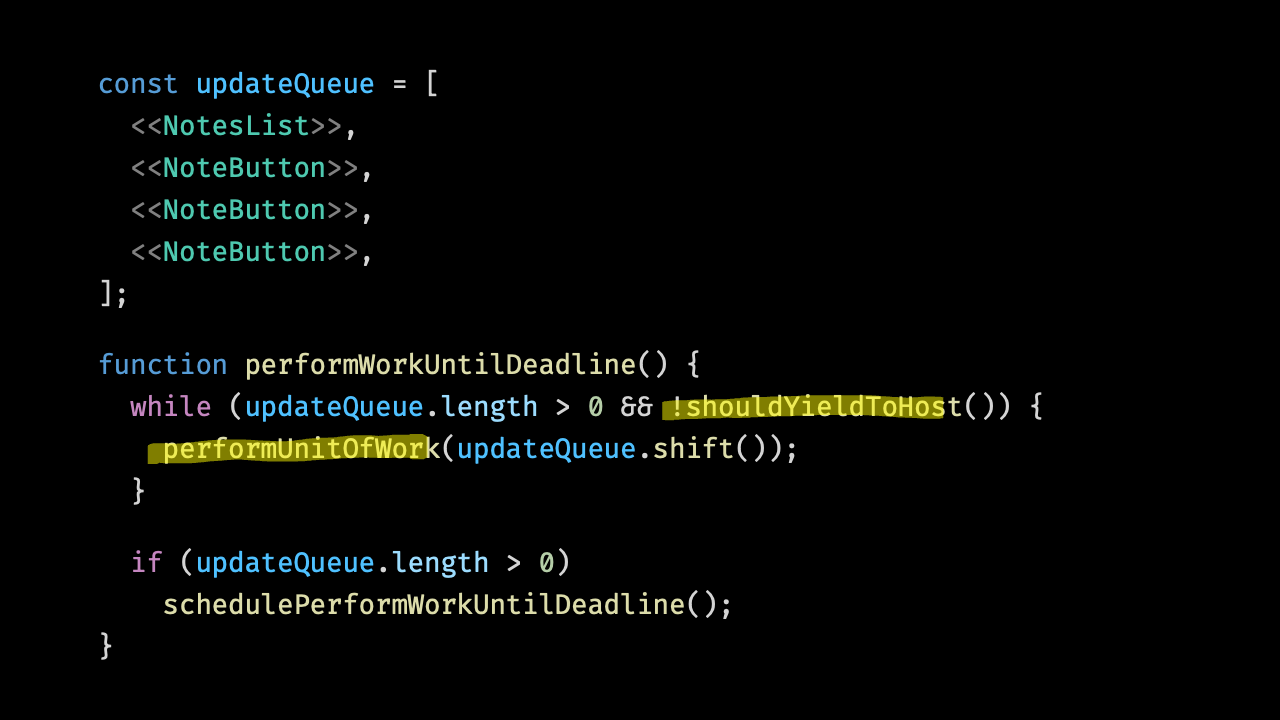 const updateQueue = [
  <<NotesList>>,
  <<NoteButton>>,
  <<NoteButton>>,
  <<NoteButton>>,
];
function performWorkUntilDeadline() {
  while (updateQueue.length > 0 && !shouldYieldToHost()) {
    performUnitOfWork(updateQueue.shift());
  }
  if (updateQueue.length > 0)
    schedulePerformWorkUntilDeadline();
}